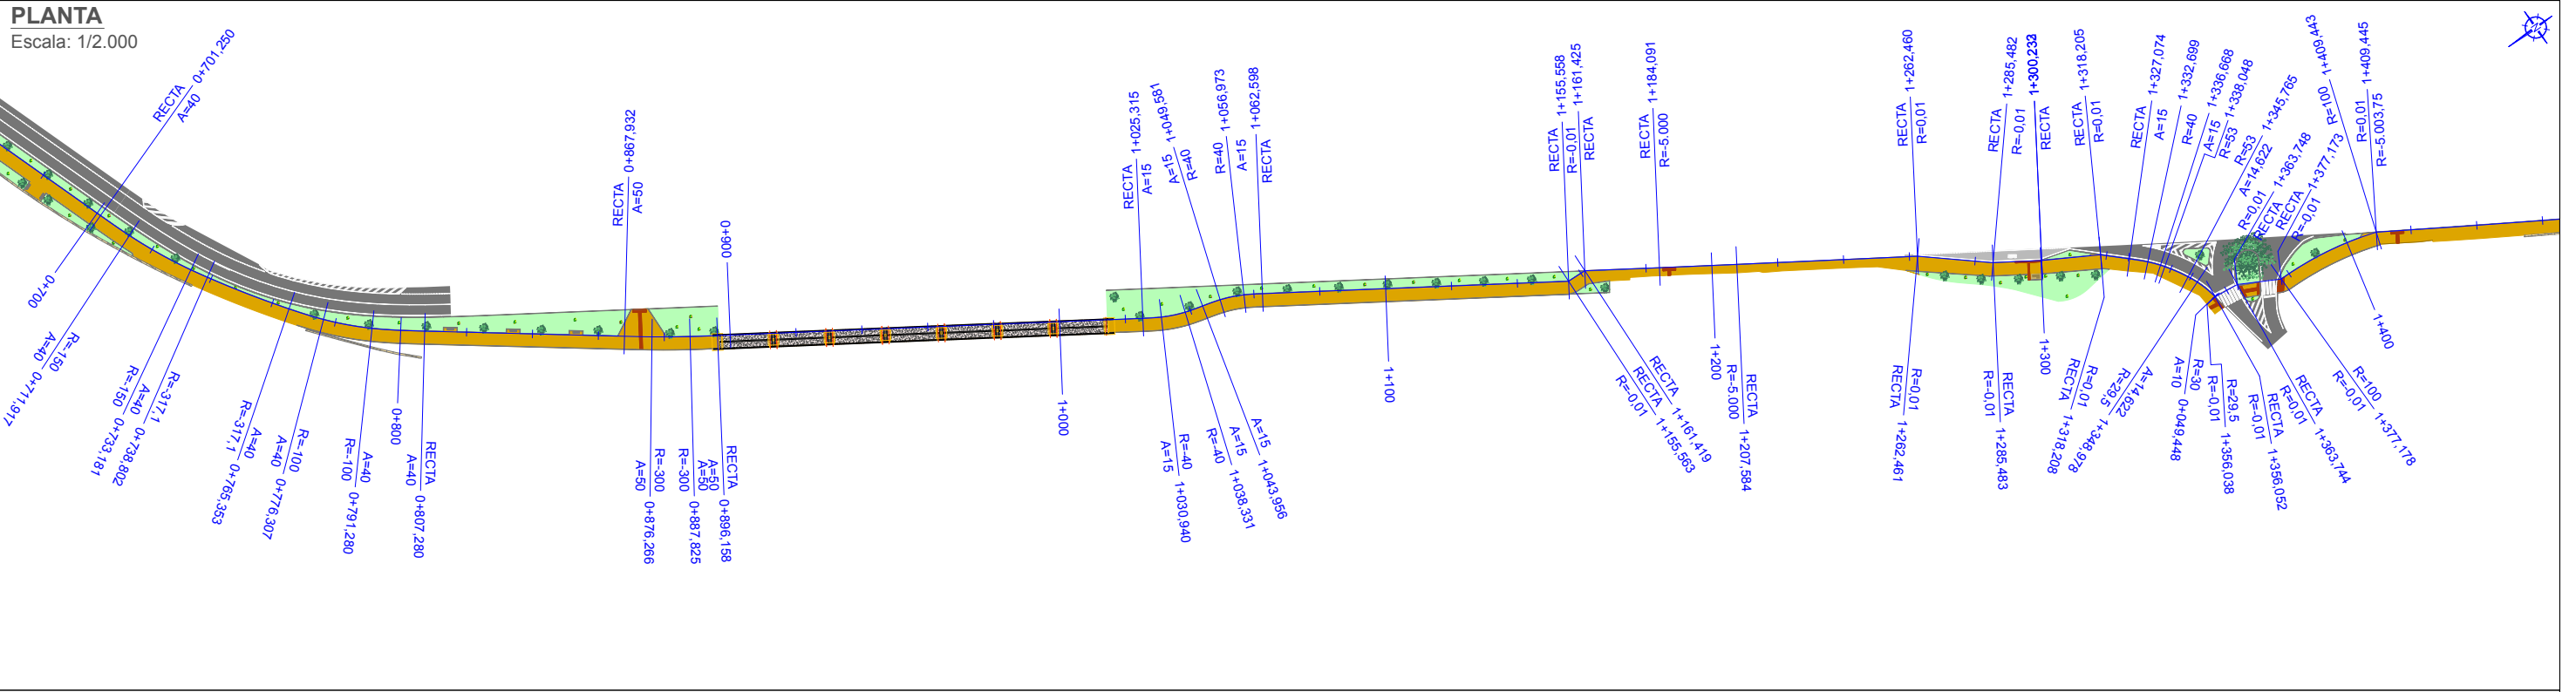 PLANTA
Escala: 1/2.000
RECTA 0+701,250
A=40
0+700
R=-150
A=40 0+711,917
A=40
R=-150 0+733,181
R=-317,1
A=40 0+738,802
A=40
R=-317,1 0+765,353
R=-100
A=40 0+776,307
A=40
R=-100 0+791,280
0+800
RECTA
A=40 0+807,280
RECTA 0+867,932
A=50
R=-300
A=50 0+876,266
A=50
R=-300 0+887,825
RECTA
A=50 0+896,158
0+900
1+000
RECTA 1+025,315
A=15
R=-40
A=15 1+030,940
A=15
R=-40 1+038,331
A=15 1+043,956
A=15 1+049,581
R=40
R=40 1+056,973
A=15
A=15 1+062,598
RECTA
1+100
RECTA 1+155,558
R=-0,01
R=-0,01 1+155,563
RECTA
1+161,425
RECTA
RECTA 1+161,419
RECTA 1+184,091
R=-5.000
1+200
RECTA
R=-5.000 1+207,584
RECTA 1+262,460
R=0,01
R=0,01
RECTA 1+262,461
RECTA 1+285,482
R=-0,01
RECTA
R=-0,01 1+285,483
RECTA
1+300
RECTA 1+318,205
R=0,01
R=0,01
RECTA 1+318,208
RECTA 1+327,074
A=15
1+332,699
R=40
1+336,668
A=15
1+338,048
R=53
R=53 1+345,765
A=14,622
A=14,622
R=29,5 1+348,978
R=30
A=10 0+049,448
R=29,5
R=-0,01 1+356,038
RECTA
R=-0,01 1+356,052
R=0,01 1+363,748
RECTA
RECTA
R=0,01 1+363,744
RECTA 1+377,173
R=-0,01
R=100
R=-0,01 1+377,178
1+400
R=100 1+409,443
R=0,01 1+409,445
R=-5.003,75